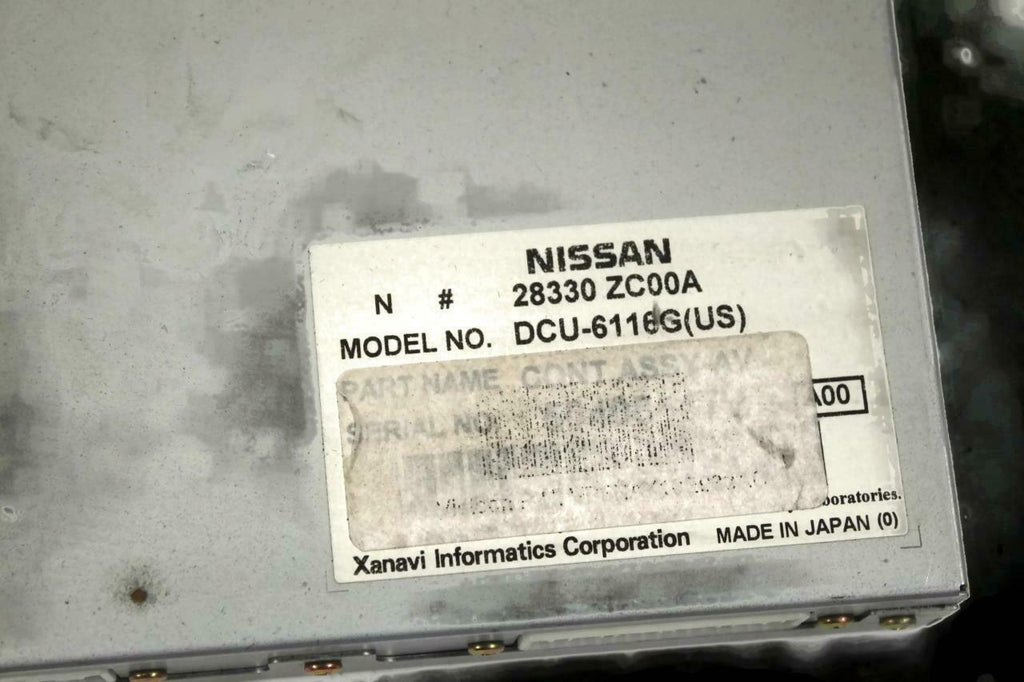 NISSAN
N # 28330 ZC00A
MODEL NO. DCU-6116G(US)
PART NAME CONT ASSY-AV
SERIAL NO
A00
boratories.
Xanavi Informatics Corporation MADE IN JAPAN (0)